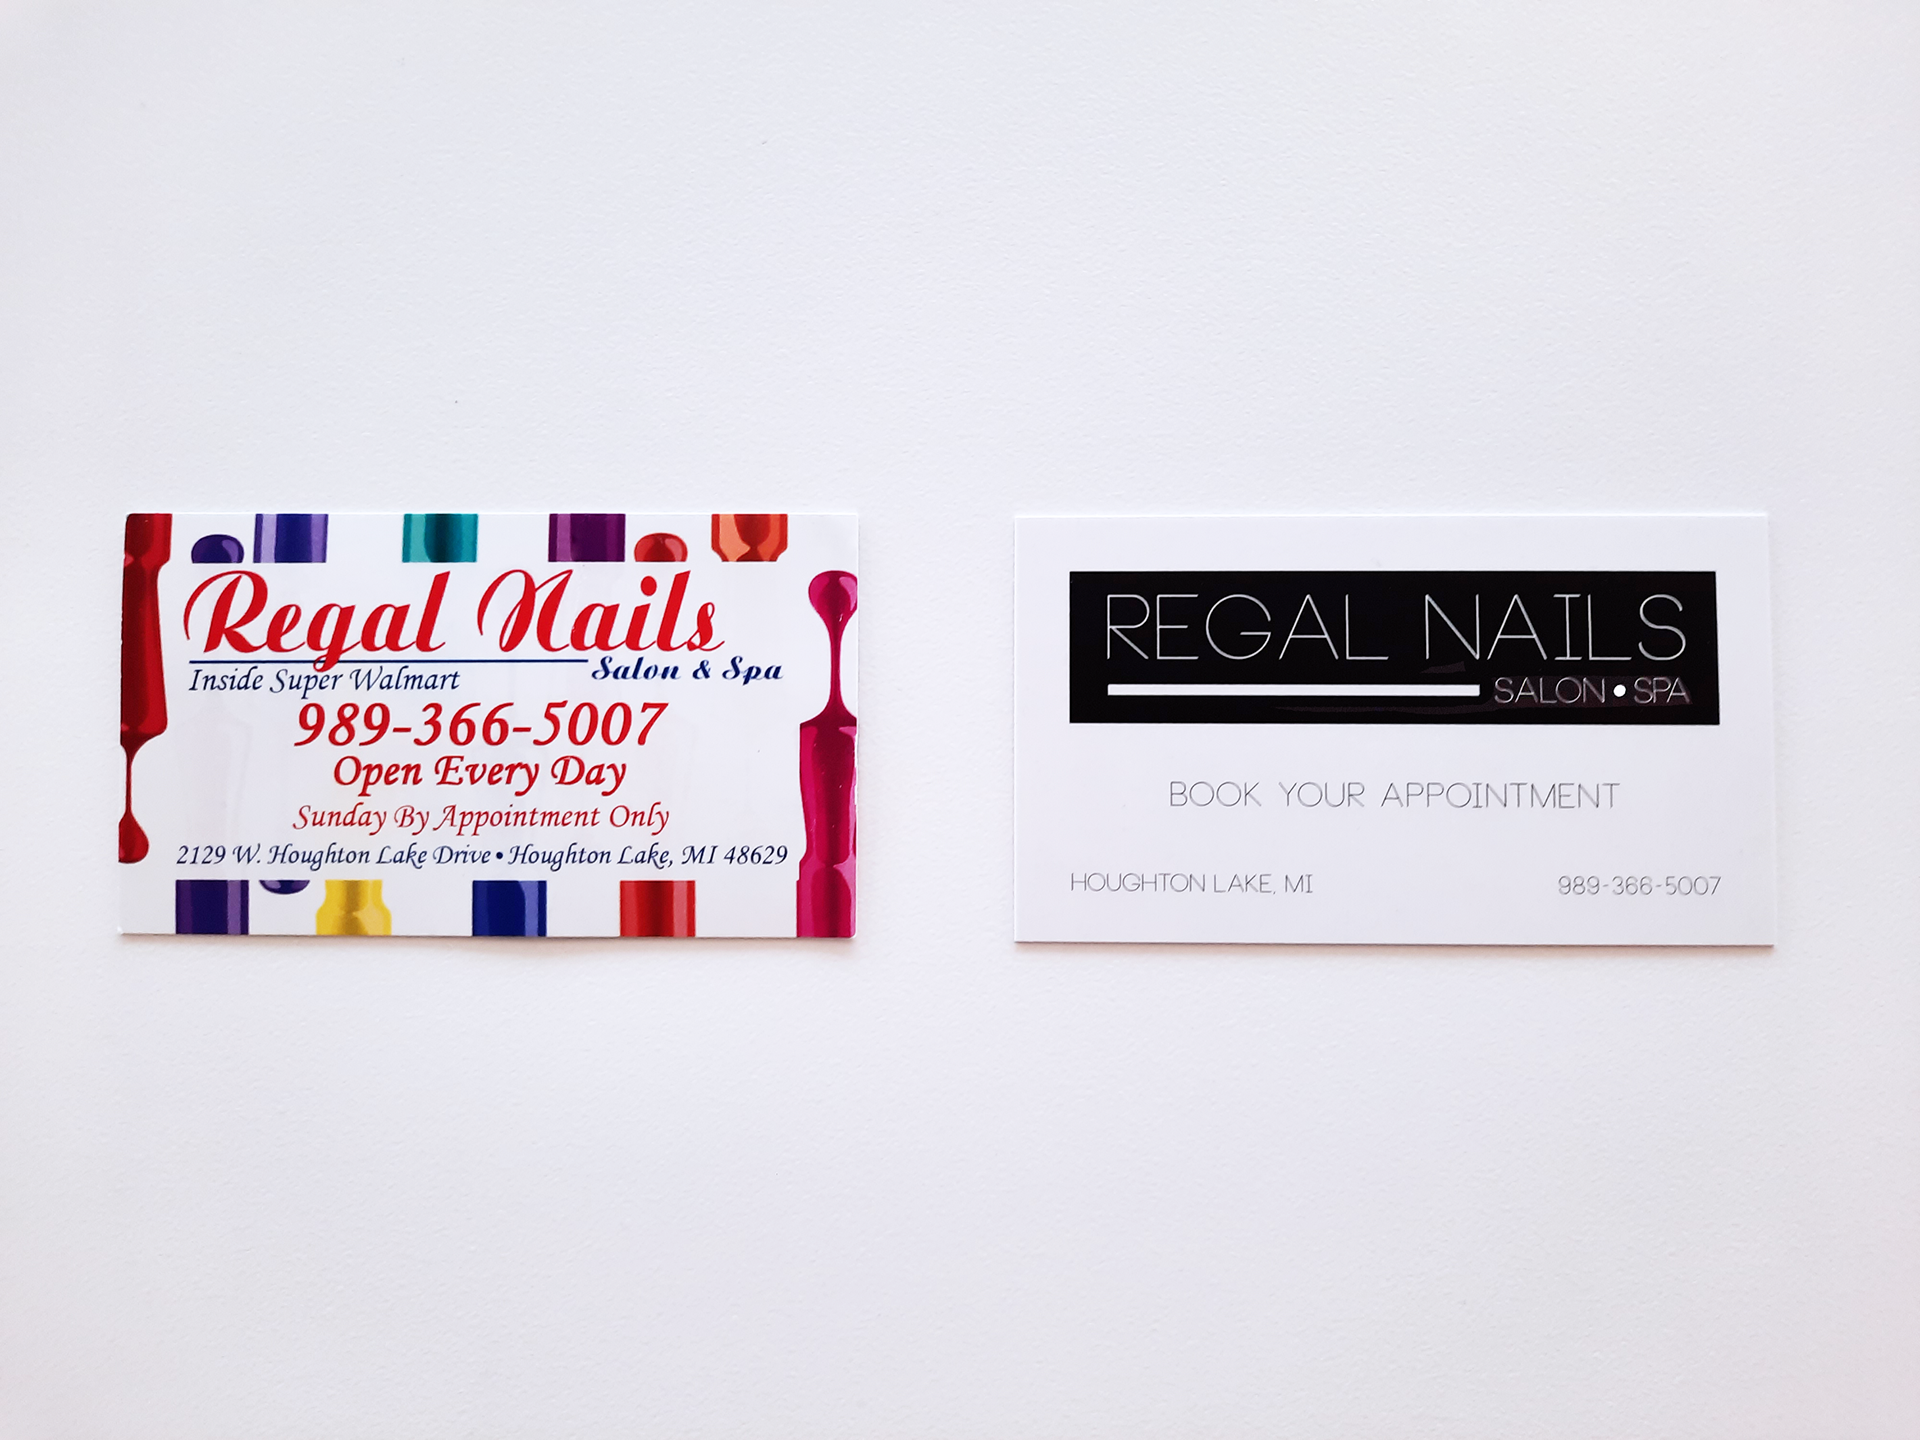 Regal Nails
Salon & Spa
Inside Super Walmart
989-366-5007
Open Every Day
Sunday By Appointment Only
2129 W. Houghton Lake Drive • Houghton Lake, MI 48629
REGAL NAILS
SALON • SPA
BOOK YOUR APPOINTMENT
HOUGHTON LAKE, MI
989-366-5007